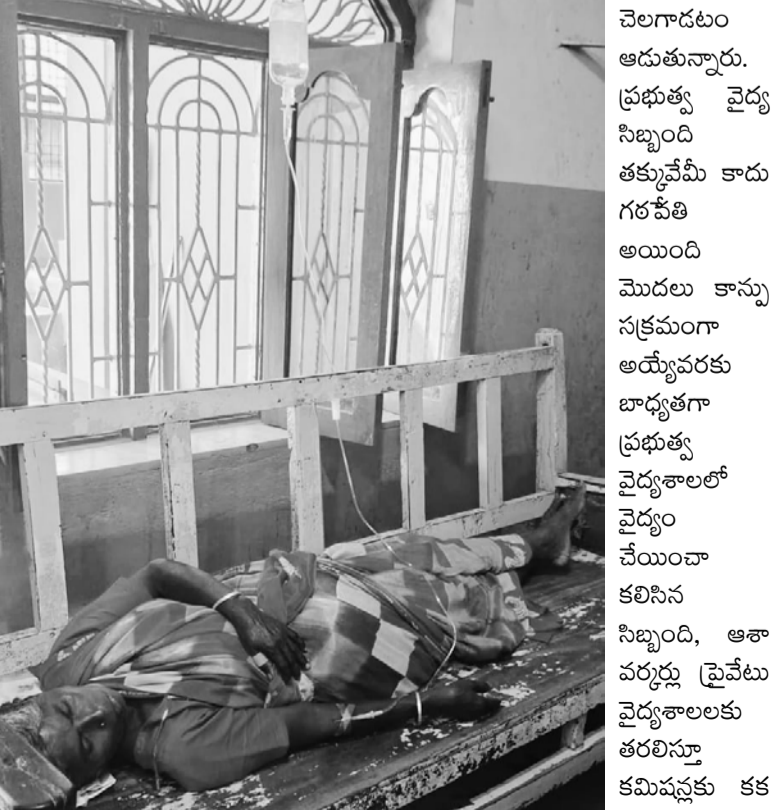 చెలగాడటం
ఆడుతున్నారు.
ప్రభుత్వ వైద్య
సిబ్బంది
తక్కువేమీ కాదు
గఠవేతి
అయింది
మొదలు కాన్పు
సక్రమంగా
అయ్యేవరకు
బాధ్యతగా
ప్రభుత్వ
వైద్యశాలలో
వైద్యం
చేయించా
కలిసిన
సిబ్బంది, ఆశా
వర్కర్లు ప్రైవేటు
వైద్యశాలలకు
తరలిస్తూ
కమిషన్లకు కక